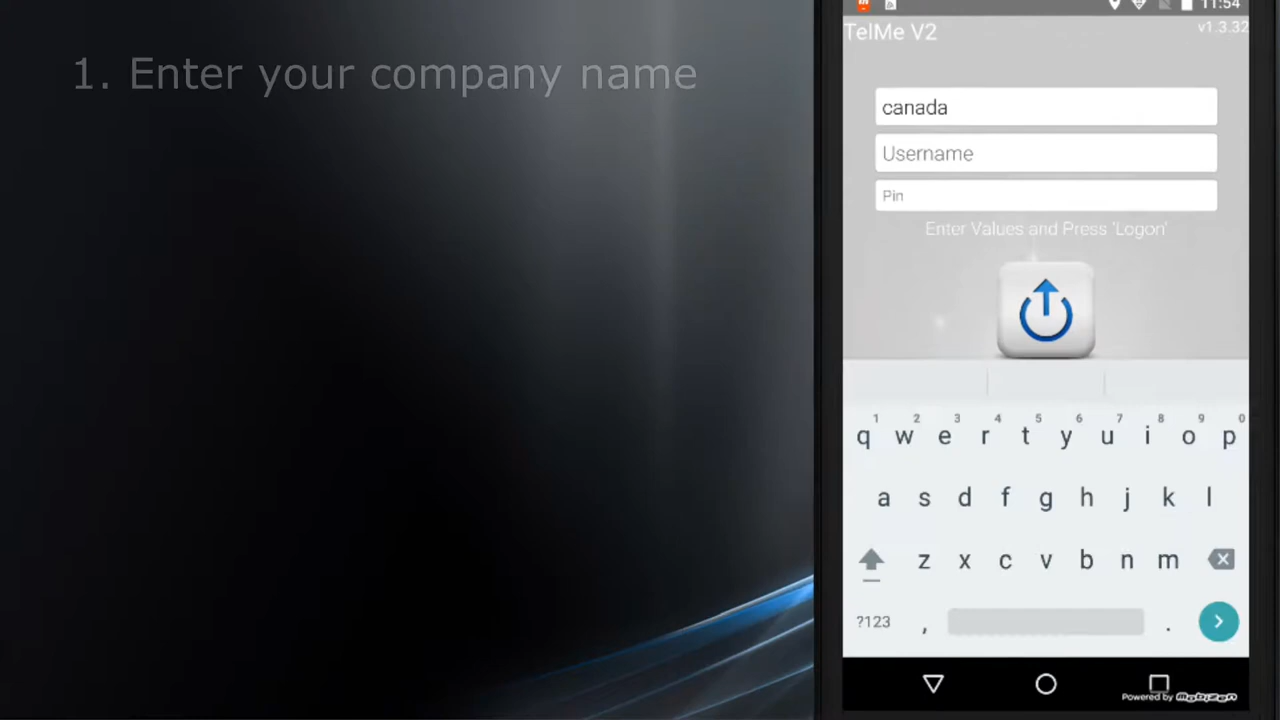 1. Enter your company name
11:54
TelMe V2
v1.3.32
canada
Username
Pin
Enter Values and Press 'Logon'
1 2 3 4 5 6 7 8 9 0
q w e r t y u i o p
a s d f g h j k l
z x c v b n m
?123 , .
Powered by Mobizen